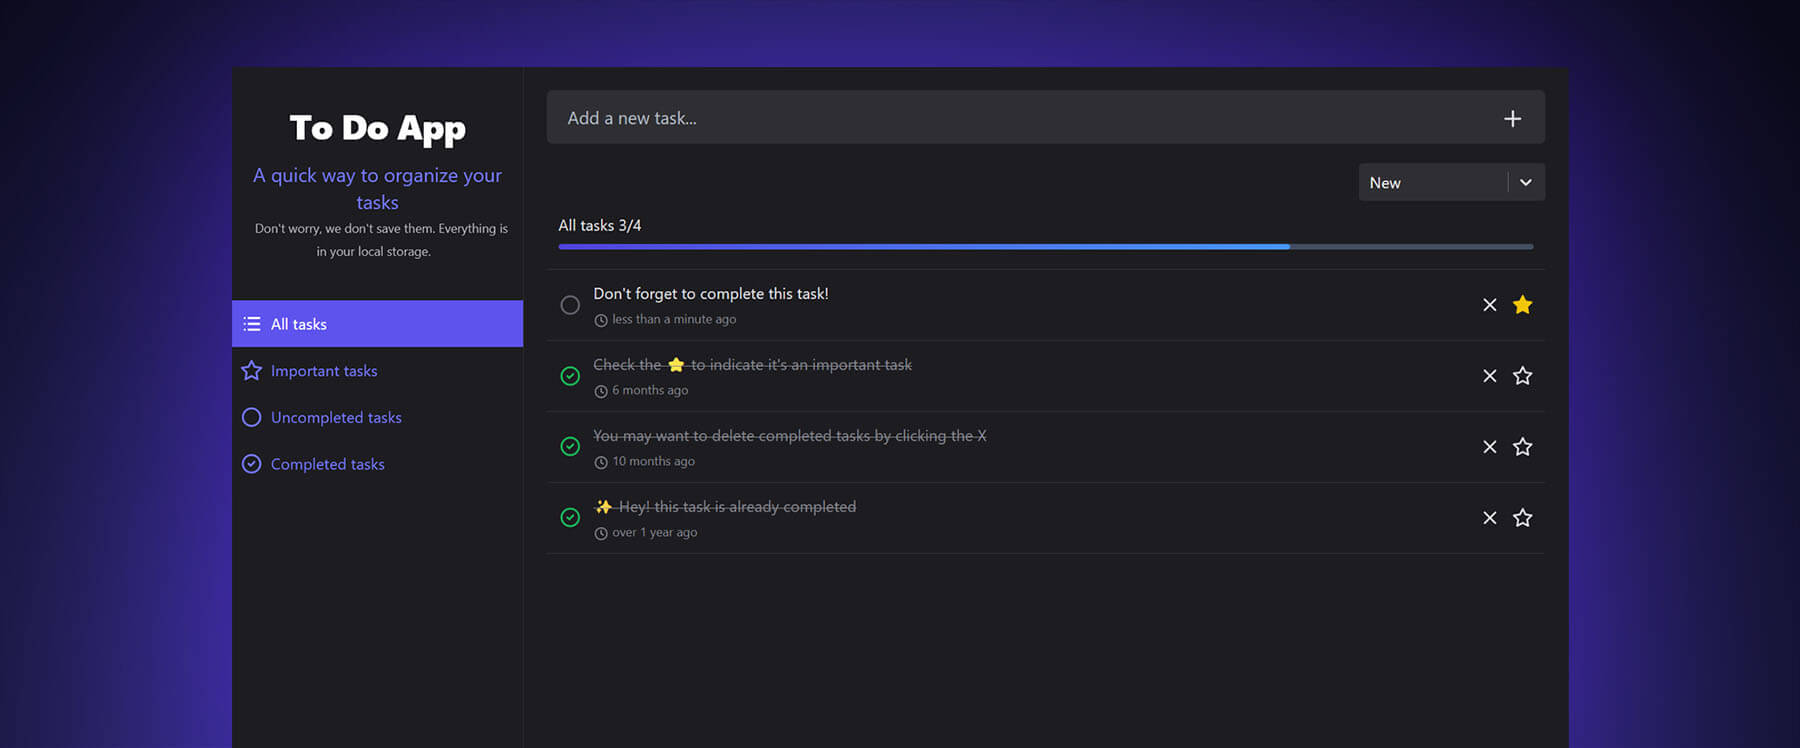 To Do App
A quick way to organize your
tasks
Don't worry, we don't save them. Everything is
in your local storage.
All tasks
Important tasks
Uncompleted tasks
Completed tasks
Add a new task...
New
All tasks 3/4
Don't forget to complete this task!
less than a minute ago
Check the ⭐ to indicate it's an important task
6 months ago
You may want to delete completed tasks by clicking the X
10 months ago
✨ Hey! this task is already completed
over 1 year ago